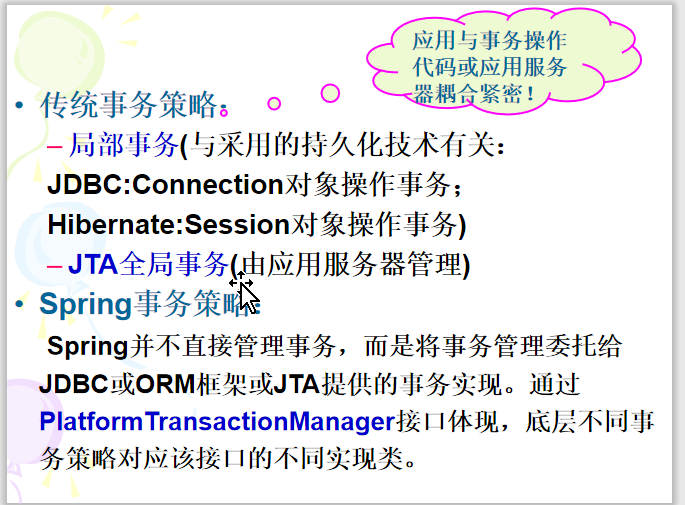 应用与事务操作
代码或应用服务
器耦合紧密！
• 传统事务策略：
– 局部事务(与采用的持久化技术有关：
JDBC:Connection对象操作事务；
Hibernate:Session对象操作事务)
– JTA全局事务(由应用服务器管理)
• Spring事务策略：
Spring并不直接管理事务，而是将事务管理委托给
JDBC或ORM框架或JTA提供的事务实现。通过
PlatformTransactionManager接口体现，底层不同事
务策略对应该接口的不同实现类。